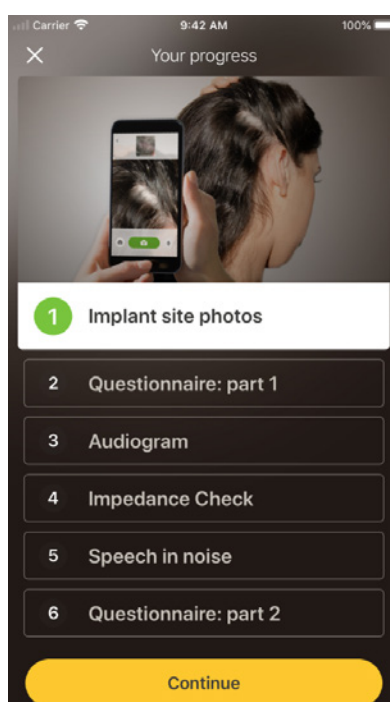 Carrier 9:42 AM 100%
Your progress
1 Implant site photos
2 Questionnaire: part 1
3 Audiogram
4 Impedance Check
5 Speech in noise
6 Questionnaire: part 2
Continue